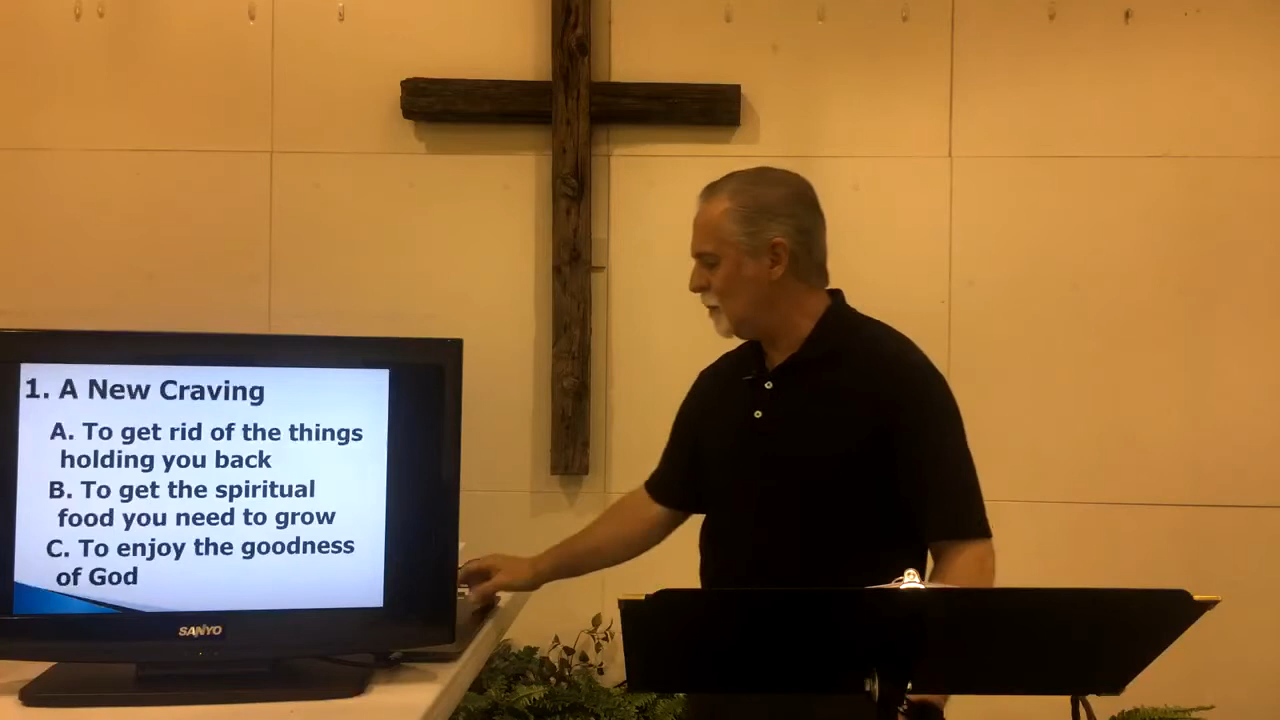 1. A New Craving
A. To get rid of the things
holding you back
B. To get the spiritual
food you need to grow
C. To enjoy the goodness
of God
SANYO